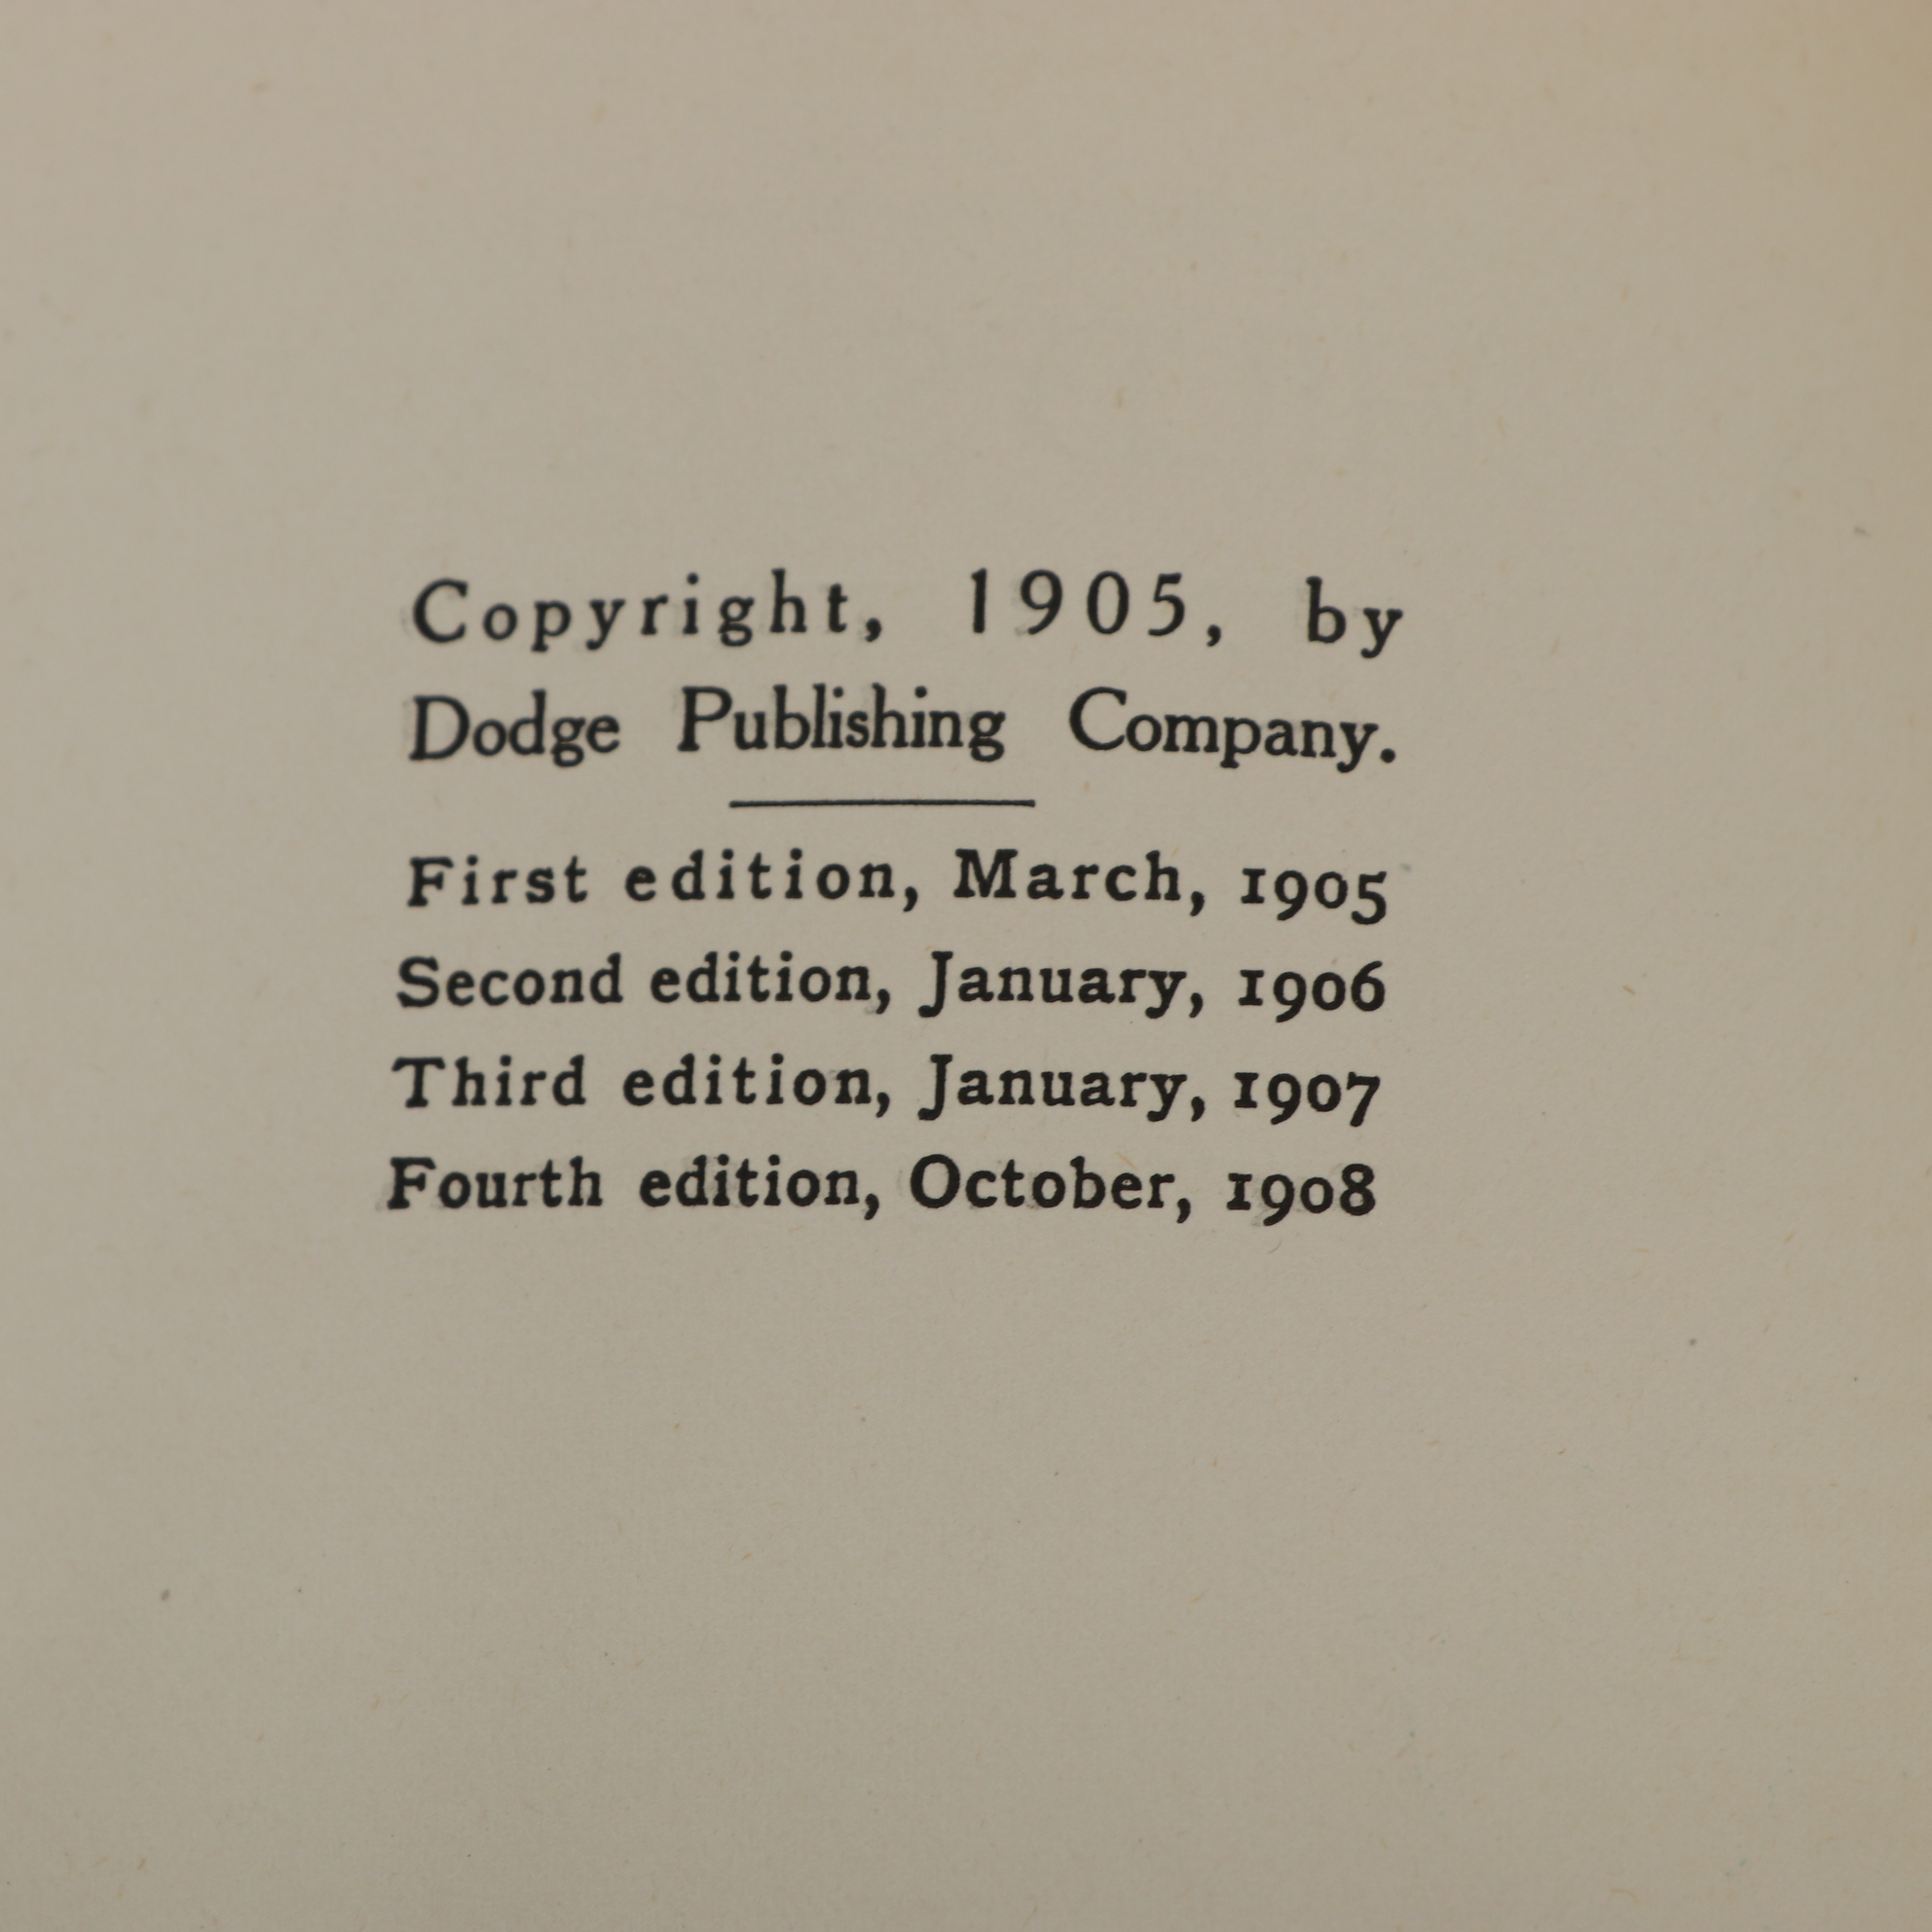 Copyright, 1905, by
Dodge Publishing Company.
First edition, March, 1905
Second edition, January, 1906
Third edition, January, 1907
Fourth edition, October, 1908